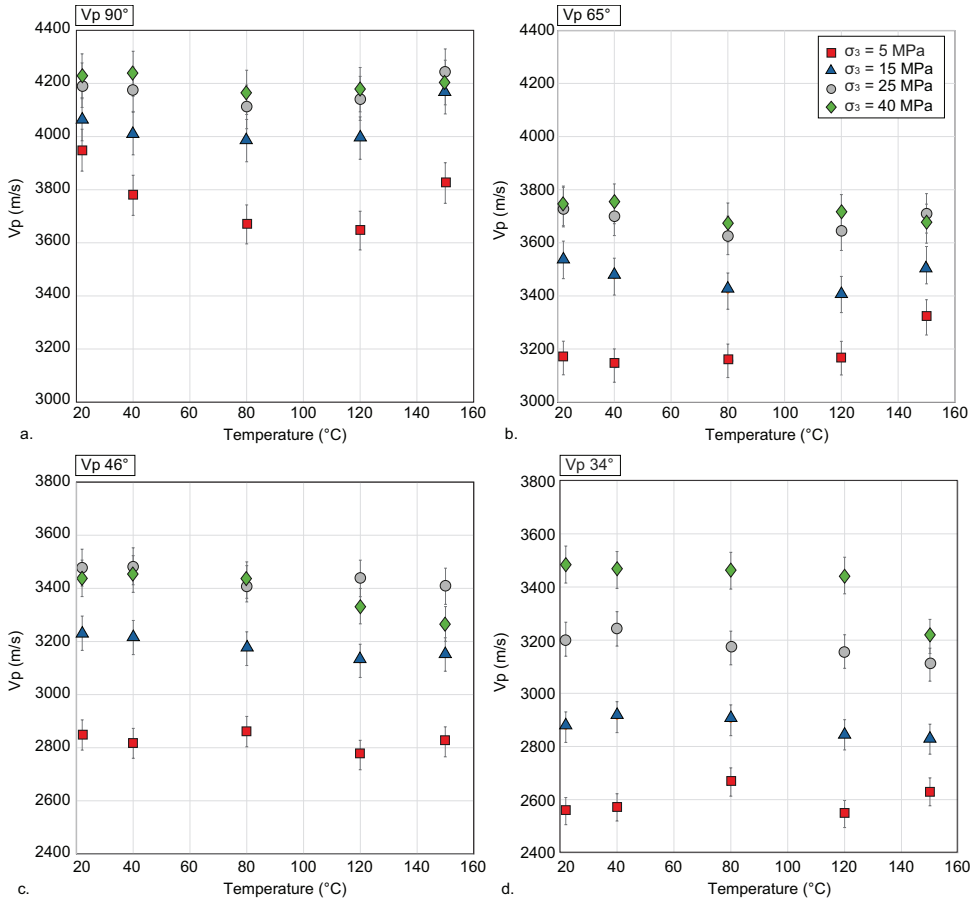 Vp 90°
4400
4200
4000
3800
3600
3400
3200
3000
Vp (m/s)
20 40 60 80 100 120 140 160
Temperature (°C)
a.
Vp 65°
σ₃ = 5 MPa
σ₃ = 15 MPa
σ₃ = 25 MPa
σ₃ = 40 MPa
4400
4200
4000
3800
3600
3400
3200
3000
Vp (m/s)
20 40 60 80 100 120 140 160
Temperature (°C)
b.
Vp 46°
3800
3600
3400
3200
3000
2800
2600
2400
Vp (m/s)
20 40 60 80 100 120 140 160
Temperature (°C)
c.
Vp 34°
3800
3600
3400
3200
3000
2800
2600
2400
Vp (m/s)
20 40 60 80 100 120 140 160
Temperature (°C)
d.